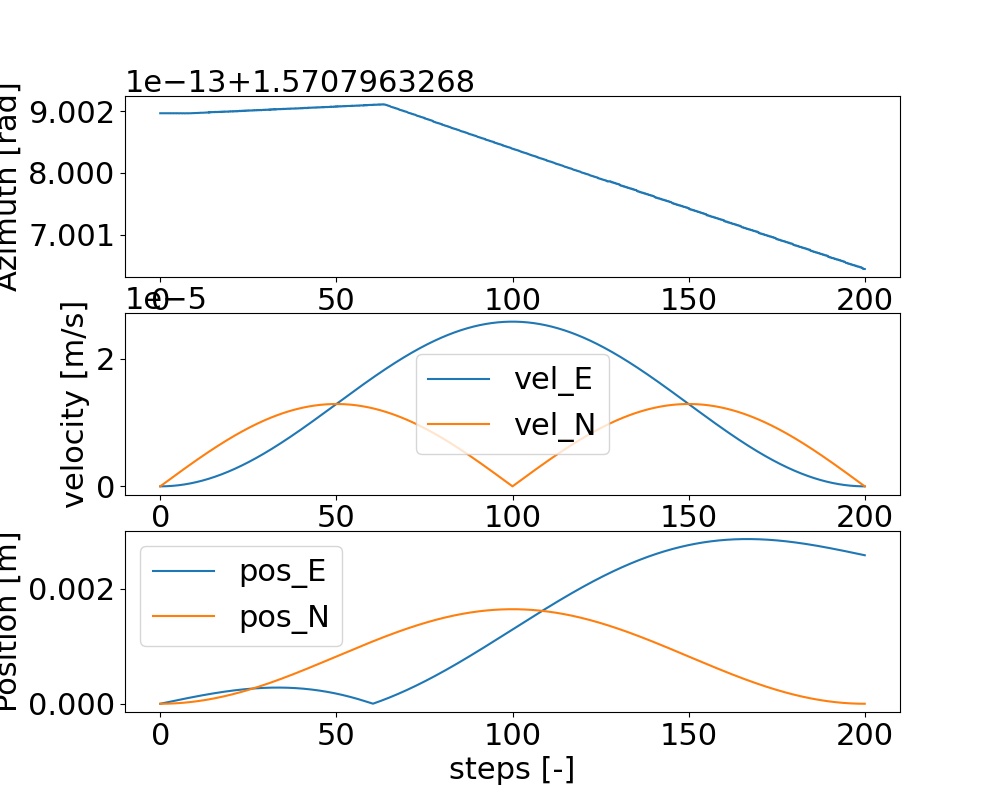 1e−13+1.5707963268
Azimuth [rad]
9.002
8.000
7.001
0 50 100 150 200
1e−5
velocity [m/s]
2
0
vel_E
vel_N
0 50 100 150 200
Position [m]
0.002
0.000
pos_E
pos_N
0 50 100 150 200
steps [-]